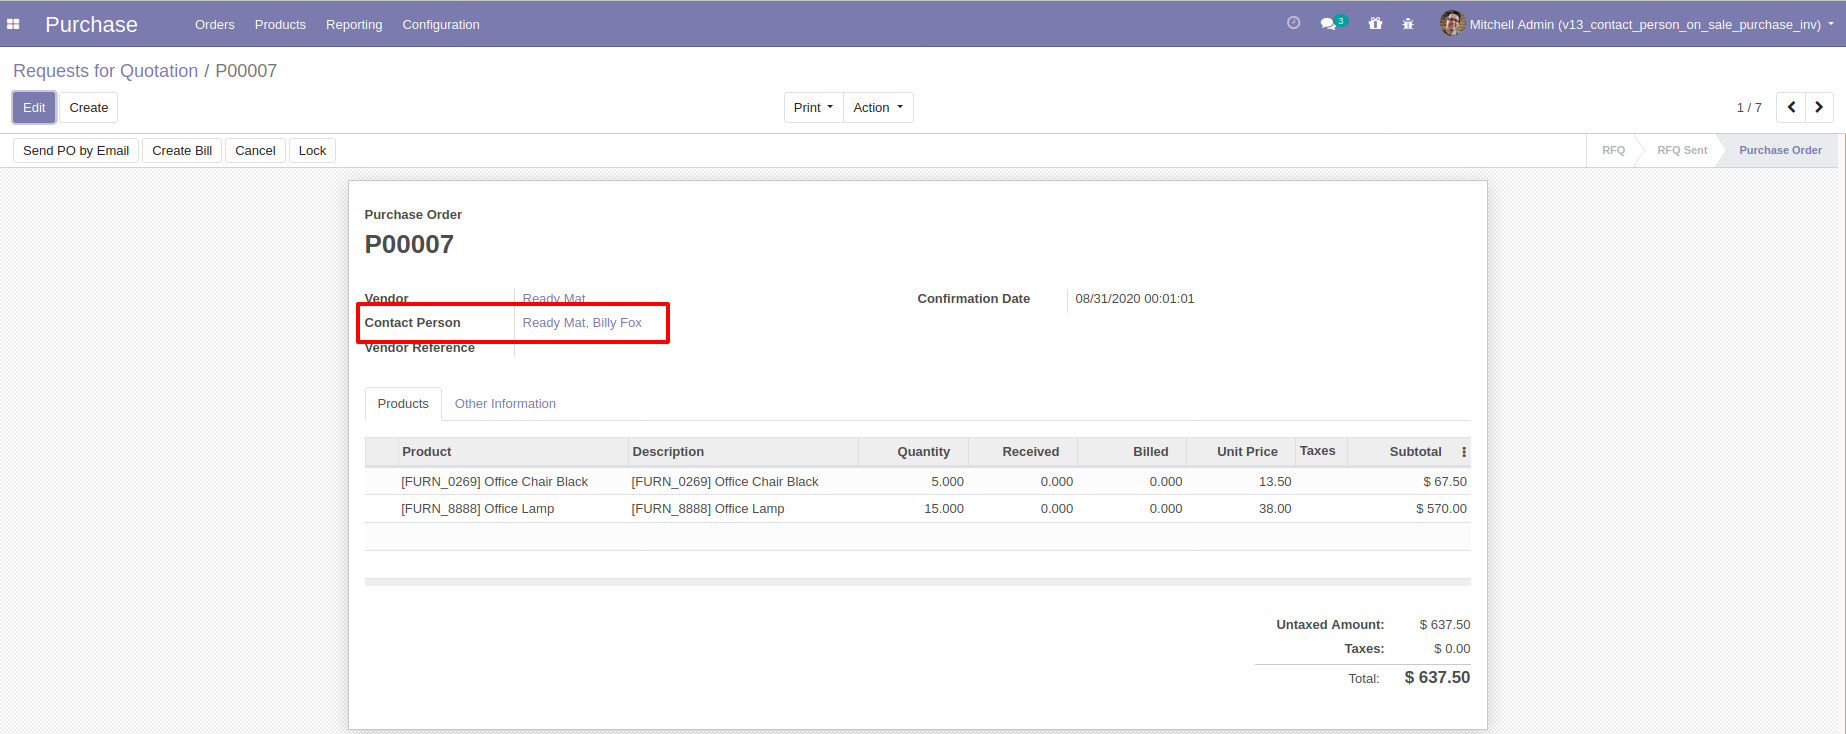 Purchase Orders Products Reporting Configuration 3 Mitchell Admin (v13_contact_person_on_sale_purchase_inv)
Requests for Quotation / P00007
Edit Create Print Action 1 / 7
Send PO by Email Create Bill Cancel Lock RFQ RFQ Sent Purchase Order
Purchase Order
P00007
Vendor Ready Mat Confirmation Date 08/31/2020 00:01:01
Contact Person Ready Mat, Billy Fox
Vendor Reference
Products Other Information
Product Description Quantity Received Billed Unit Price Taxes Subtotal
[FURN_0269] Office Chair Black [FURN_0269] Office Chair Black 5.000 0.000 0.000 13.50 $ 67.50
[FURN_8888] Office Lamp [FURN_8888] Office Lamp 15.000 0.000 0.000 38.00 $ 570.00
Untaxed Amount: $ 637.50
Taxes: $ 0.00
Total: $ 637.50